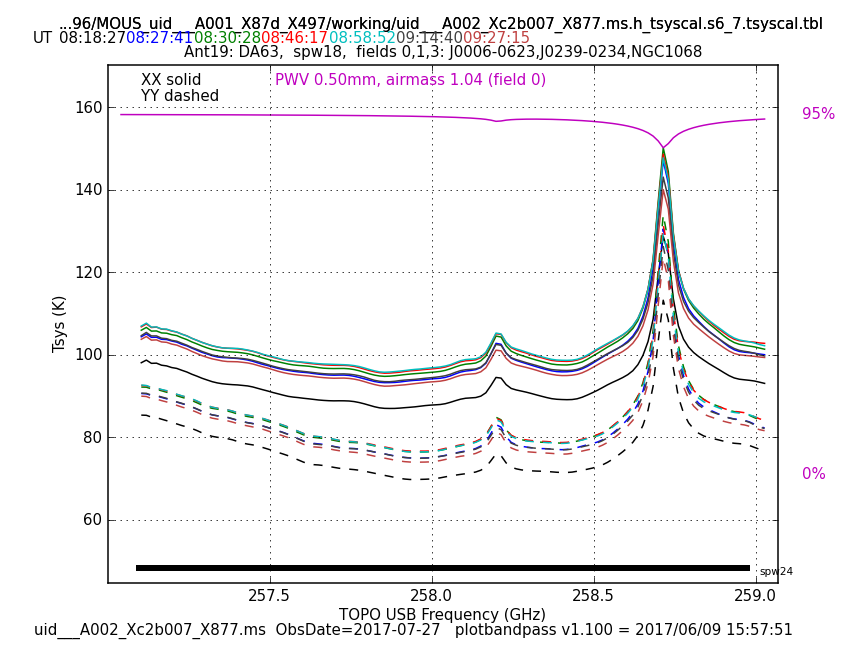 ...96/MOUS_uid___A001_X87d_X497/working/uid___A002_Xc2b007_X877.ms.h_tsyscal.s6_7.tsyscal.tbl
UT 08:18:27 08:27:41 08:30:28 08:46:17 08:58:52 09:14:40 09:27:15
Ant19: DA63, spw18, fields 0,1,3: J0006-0623,J0239-0234,NGC1068
XX solid
PWV 0.50mm, airmass 1.04 (field 0)
YY dashed
95%
0%
160
140
120
100
80
60
Tsys (K)
spw24
257.5 258.0 258.5 259.0
TOPO USB Frequency (GHz)
uid___A002_Xc2b007_X877.ms ObsDate=2017-07-27 plotbandpass v1.100 = 2017/06/09 15:57:51